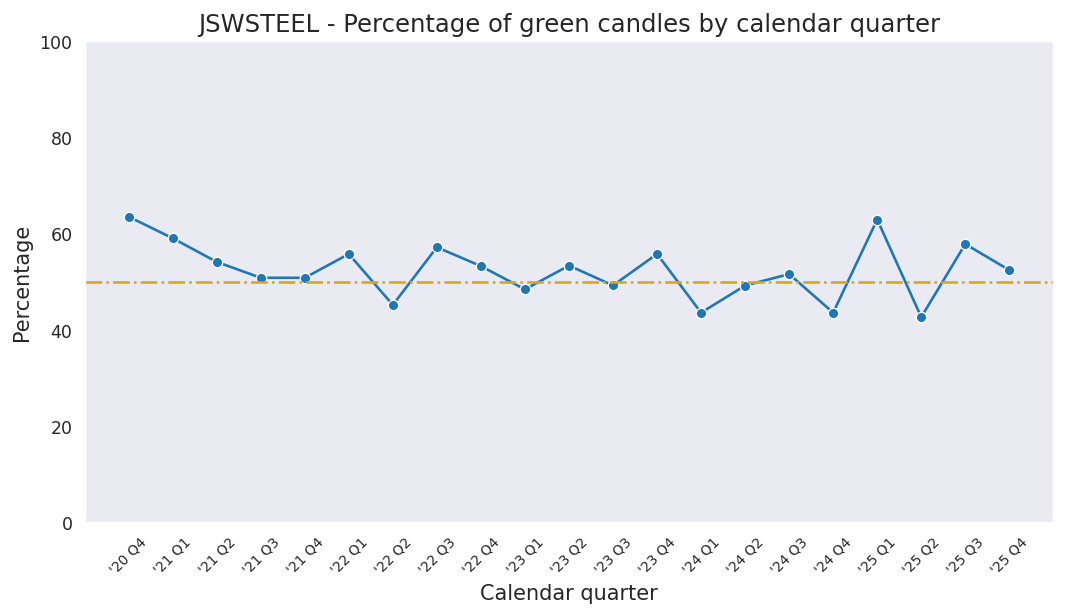 JSWSTEEL - Percentage of green candles by calendar quarter
100
80
60
40
20
0
Percentage
'20 Q4
'21 Q1
'21 Q2
'21 Q3
'21 Q4
'22 Q1
'22 Q2
'22 Q3
'22 Q4
'23 Q1
'23 Q2
'23 Q3
'23 Q4
'24 Q1
'24 Q2
'24 Q3
'24 Q4
'25 Q1
'25 Q2
'25 Q3
'25 Q4
Calendar quarter